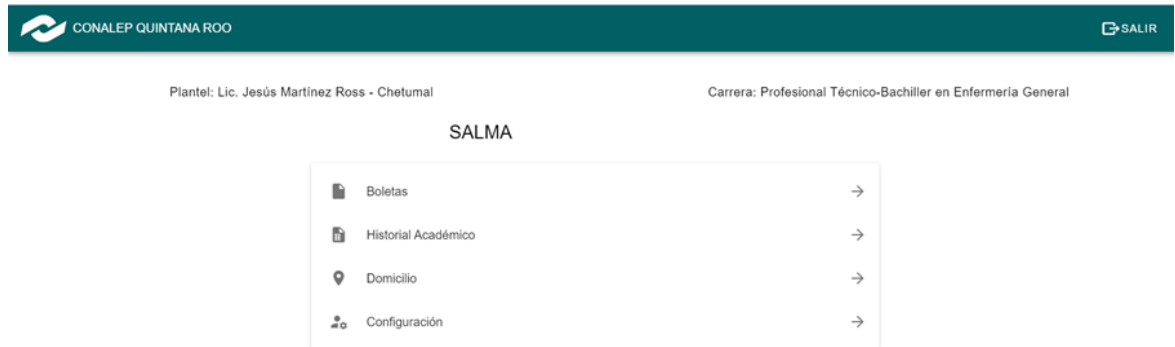 CONALEP QUINTANA ROO SALIR
Plantel: Lic. Jesús Martínez Ross - Chetumal Carrera: Profesional Técnico-Bachiller en Enfermería General
SALMA
Boletas
Historial Académico
Domicilio
Configuración